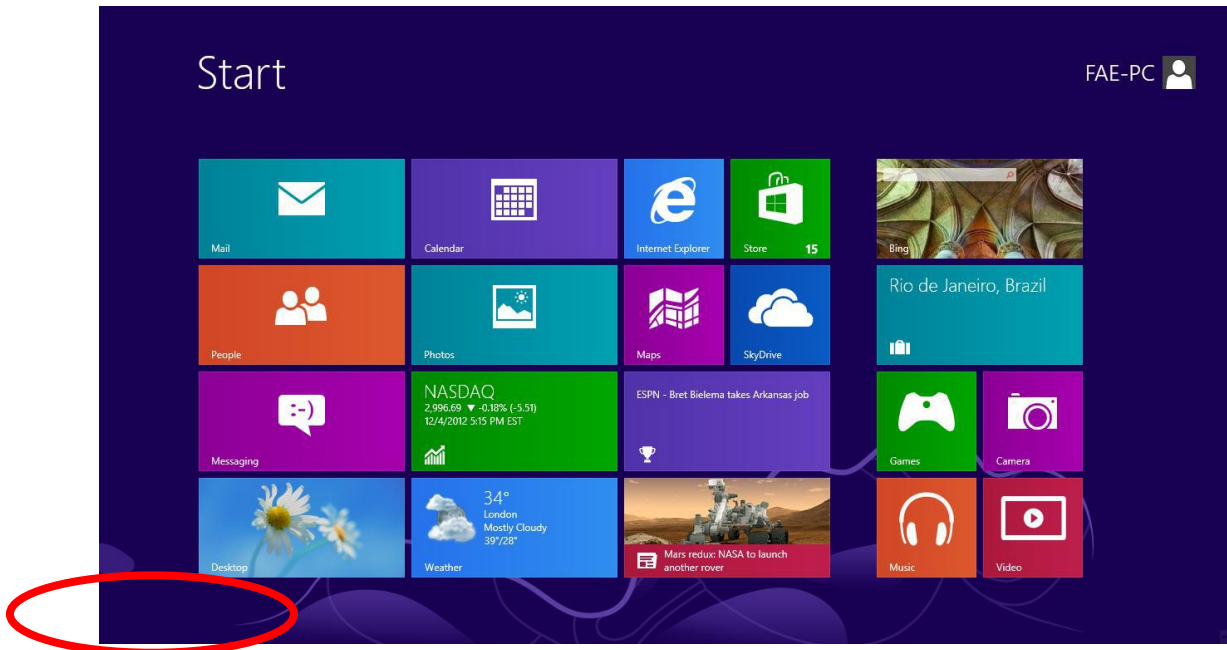 Start
FAE-PC
Mail
Calendar
Internet Explorer
Store 15
Bing
People
Photos
Maps
SkyDrive
Rio de Janeiro, Brazil
Messaging
NASDAQ
2,996.69 ▼ -0.18% (-5.51)
12/4/2012 5:15 PM EST
ESPN - Bret Bielema takes Arkansas job
Games
Camera
Desktop
34°
London
Mostly Cloudy
39°/28°
Weather
Mars redux: NASA to launch
another rover
Music
Video